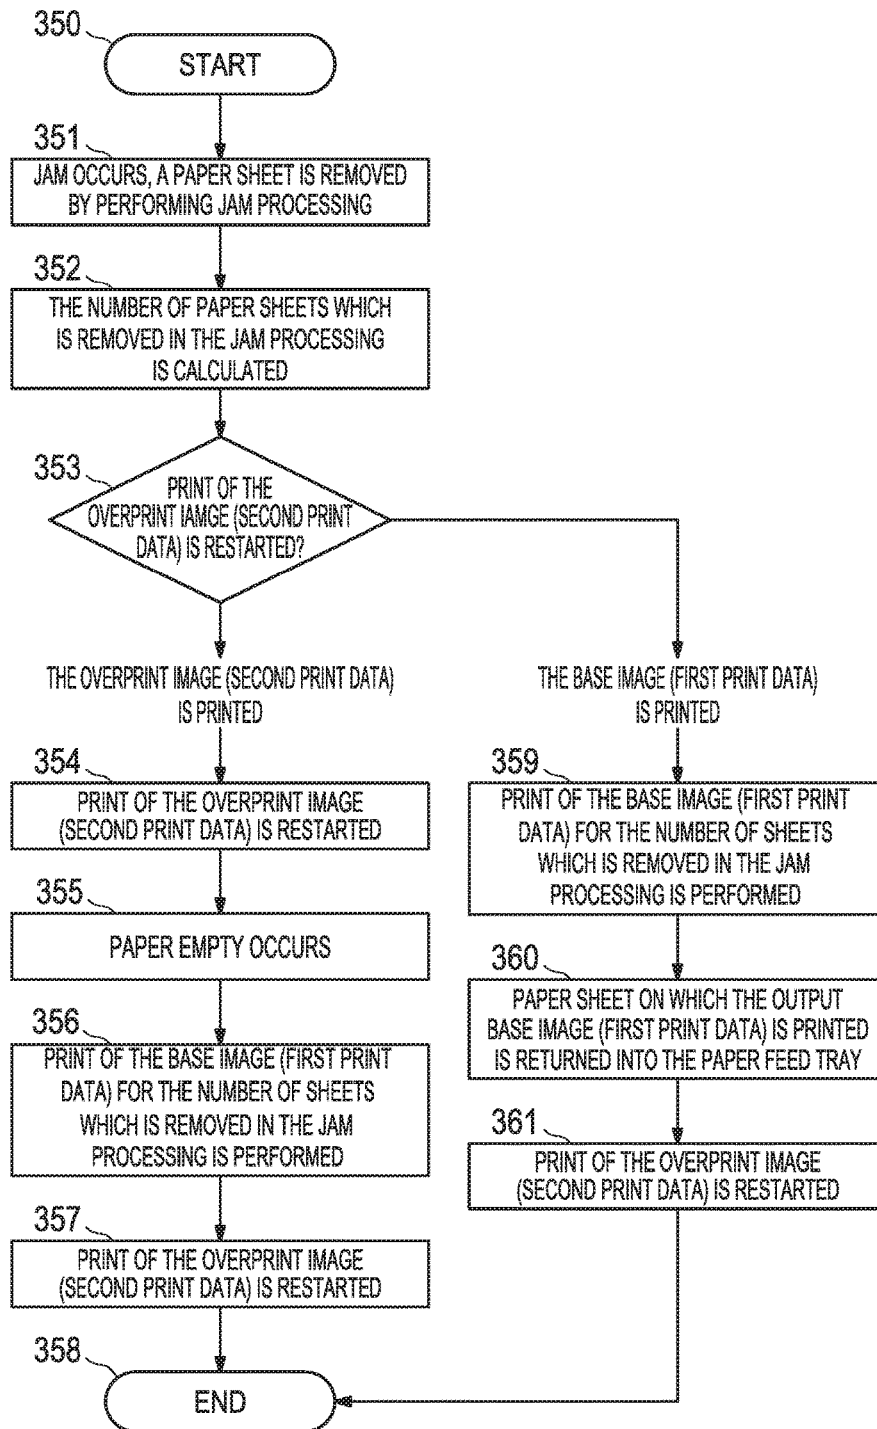 350
START
351
JAM OCCURS, A PAPER SHEET IS REMOVED
BY PERFORMING JAM PROCESSING
352
THE NUMBER OF PAPER SHEETS WHICH
IS REMOVED IN THE JAM PROCESSING
IS CALCULATED
353
PRINT OF THE
OVERPRINT IAMGE (SECOND PRINT
DATA) IS RESTARTED?
THE OVERPRINT IMAGE (SECOND PRINT DATA)
IS PRINTED
354
PRINT OF THE OVERPRINT IMAGE
(SECOND PRINT DATA) IS RESTARTED
355
PAPER EMPTY OCCURS
356
PRINT OF THE BASE IMAGE (FIRST PRINT
DATA) FOR THE NUMBER OF SHEETS
WHICH IS REMOVED IN THE JAM
PROCESSING IS PERFORMED
357
PRINT OF THE OVERPRINT IMAGE
(SECOND PRINT DATA) IS RESTARTED
358
END
THE BASE IMAGE (FIRST PRINT DATA)
IS PRINTED
359
PRINT OF THE BASE IMAGE (FIRST PRINT
DATA) FOR THE NUMBER OF SHEETS
WHICH IS REMOVED IN THE JAM
PROCESSING IS PERFORMED
360
PAPER SHEET ON WHICH THE OUTPUT
BASE IMAGE (FIRST PRINT DATA) IS PRINTED
IS RETURNED INTO THE PAPER FEED TRAY
361
PRINT OF THE OVERPRINT IMAGE
(SECOND PRINT DATA) IS RESTARTED